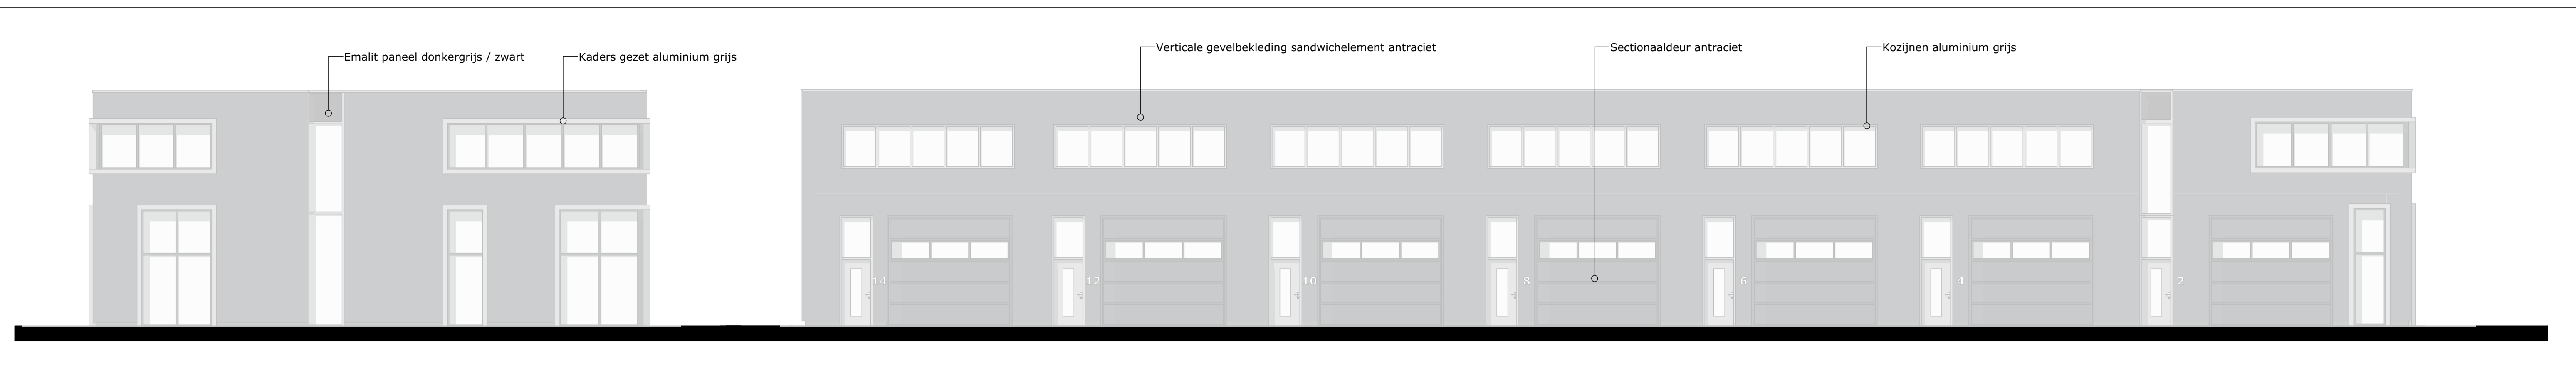 Emalit paneel donkergrijs / zwart
Kaders gezet aluminium grijs
Verticale gevelbekleding sandwichelement antraciet
Sectionaaldeur antraciet
Kozijnen aluminium grijs
14
12
10
8
6
4
2